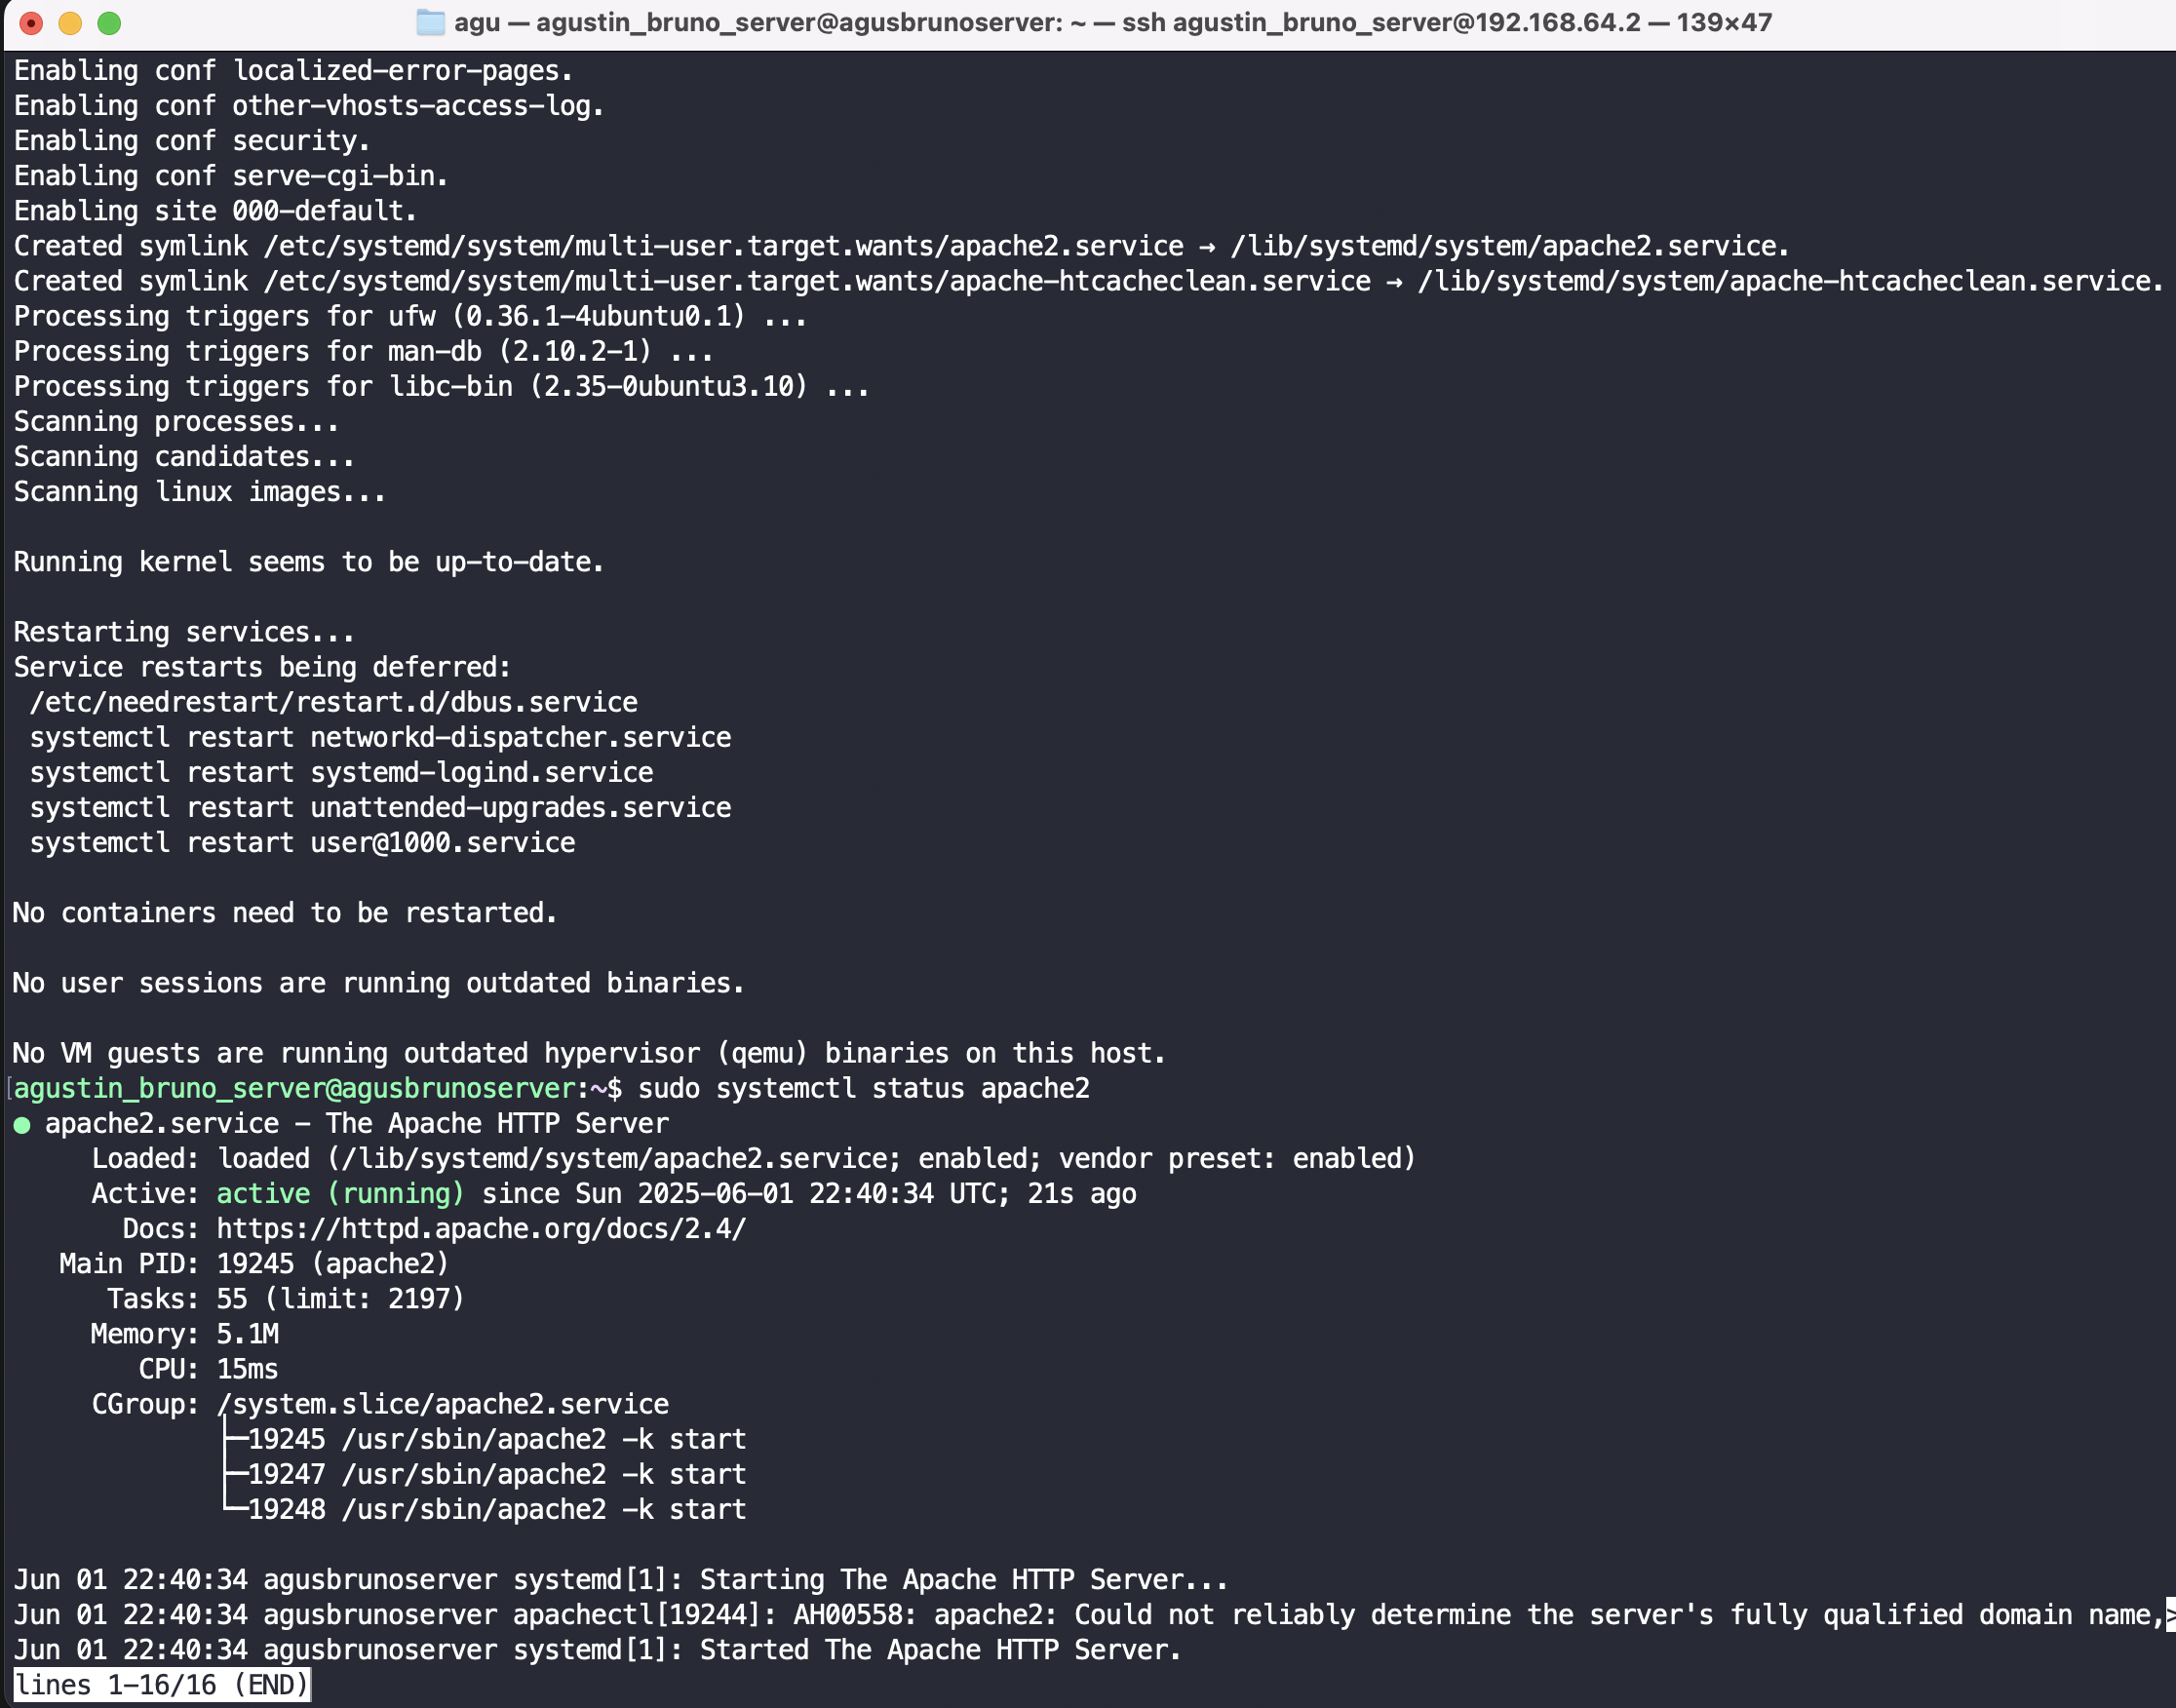 agu — agustin_bruno_server@agusbrunoserver: ~ — ssh agustin_bruno_server@192.168.64.2 — 139×47
Enabling conf localized-error-pages.
Enabling conf other-vhosts-access-log.
Enabling conf security.
Enabling conf serve-cgi-bin.
Enabling site 000-default.
Created symlink /etc/systemd/system/multi-user.target.wants/apache2.service → /lib/systemd/system/apache2.service.
Created symlink /etc/systemd/system/multi-user.target.wants/apache-htcacheclean.service → /lib/systemd/system/apache-htcacheclean.service.
Processing triggers for ufw (0.36.1-4ubuntu0.1) ...
Processing triggers for man-db (2.10.2-1) ...
Processing triggers for libc-bin (2.35-0ubuntu3.10) ...
Scanning processes...
Scanning candidates...
Scanning linux images...

Running kernel seems to be up-to-date.

Restarting services...
Service restarts being deferred:
 /etc/needrestart/restart.d/dbus.service
 systemctl restart networkd-dispatcher.service
 systemctl restart systemd-logind.service
 systemctl restart unattended-upgrades.service
 systemctl restart user@1000.service

No containers need to be restarted.

No user sessions are running outdated binaries.

No VM guests are running outdated hypervisor (qemu) binaries on this host.
[agustin_bruno_server@agusbrunoserver:~$ sudo systemctl status apache2
● apache2.service - The Apache HTTP Server
     Loaded: loaded (/lib/systemd/system/apache2.service; enabled; vendor preset: enabled)
     Active: active (running) since Sun 2025-06-01 22:40:34 UTC; 21s ago
       Docs: https://httpd.apache.org/docs/2.4/
   Main PID: 19245 (apache2)
      Tasks: 55 (limit: 2197)
     Memory: 5.1M
        CPU: 15ms
     CGroup: /system.slice/apache2.service
             ├─19245 /usr/sbin/apache2 -k start
             ├─19247 /usr/sbin/apache2 -k start
             └─19248 /usr/sbin/apache2 -k start

Jun 01 22:40:34 agusbrunoserver systemd[1]: Starting The Apache HTTP Server...
Jun 01 22:40:34 agusbrunoserver apachectl[19244]: AH00558: apache2: Could not reliably determine the server's fully qualified domain name,>
Jun 01 22:40:34 agusbrunoserver systemd[1]: Started The Apache HTTP Server.
lines 1-16/16 (END)